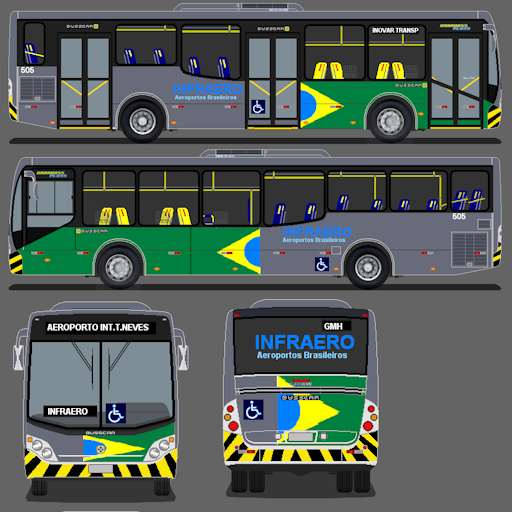 BUSSCAR
INOVAR TRANSP
505
INFRAERO
Aeroportos Brasileiros
BUSSCAR
BUSSCAR
505
INFRAERO
Aeroportos Brasileiros
AEROPORTO INT.T.NEVES
INFRAERO
BUSSCAR
GMH
INFRAERO
Aeroportos Brasileiros
BUSSCAR